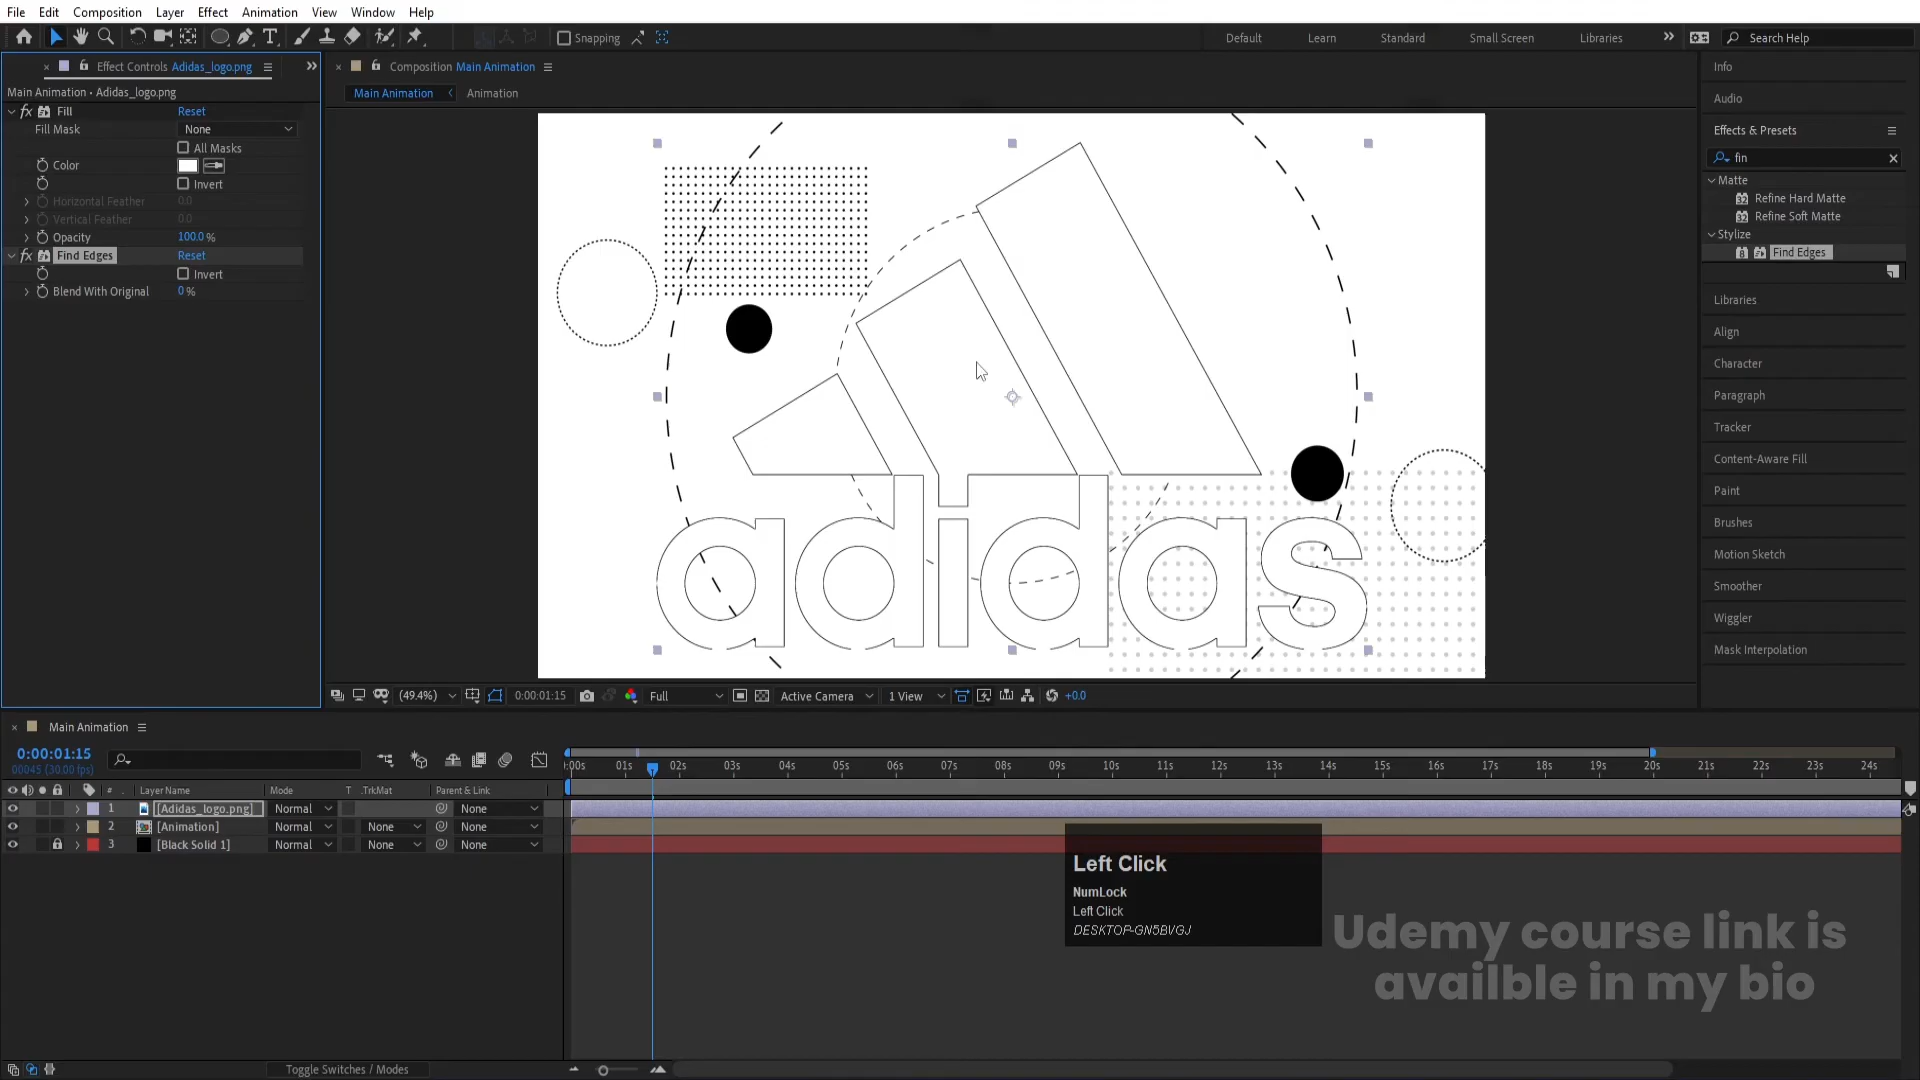 File Edit Composition Layer Effect Animation View Window Help
Snapping Default Learn Standard Small Screen Libraries Search Help
Effect Controls Adidas_logo.png
Composition Main Animation
Info
Main Animation • Adidas_logo.png
Main Animation Animation
Audio
fx Fill Reset
Fill Mask None
All Masks
Color
Invert
Horizontal Feather 0.0
Vertical Feather 0.0
Opacity 100.0 %
fx Find Edges Reset
Invert
Blend With Original 0 %
adidas
Effects & Presets
fin
Matte
Refine Hard Matte
Refine Soft Matte
Stylize
Find Edges
Libraries
Align
Character
Paragraph
Tracker
Content-Aware Fill
Paint
Brushes
Motion Sketch
Smoother
Wiggler
Mask Interpolation
(49.4%) 0:00:01:15 Full Active Camera 1 View +0.0
Main Animation
0:00:01:15
00045 (30.00 fps)
:00s 01s 02s 03s 04s 05s 06s 07s 08s 09s 10s 11s 12s 13s 14s 15s 16s 17s 18s 19s 20s 21s 22s 23s 24s
# Layer Name Mode T .TrkMat Parent & Link
1 [Adidas_logo.png] Normal None
2 [Animation] Normal None None
3 [Black Solid 1] Normal None None
Left Click
NumLock
Left Click
DESKTOP-GN5BVGJ
Udemy course link is
availble in my bio
Toggle Switches / Modes